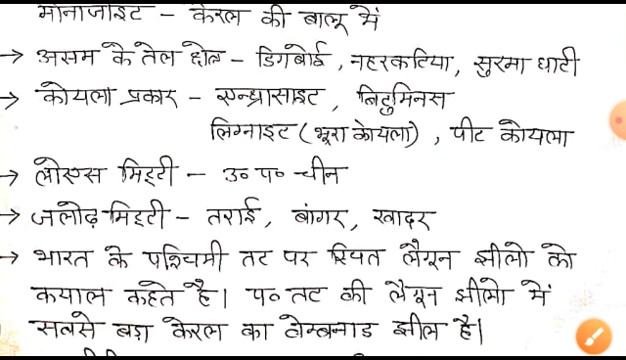 मोनाजाइट - केरल की बालू में
→ असम के तेल क्षेत्र - डिगबोई, नहरकटिया, सुरमा घाटी
→ कोयला प्रकार - एन्थ्रासाइट, बिटुमिनस
लिग्नाइट (भूरा कोयला), पीट कोयला
→ लोएस मिट्टी - उ० प० चीन
→ जलोढ़ मिट्टी - तराई, बांगर, खादर
→ भारत के पश्चिमी तट पर स्थित लैगून झीलो को
कयाल कहते है। प० तट की लैगून झीलो में
सबसे बड़ा केरल का वेम्बनाड झील है।